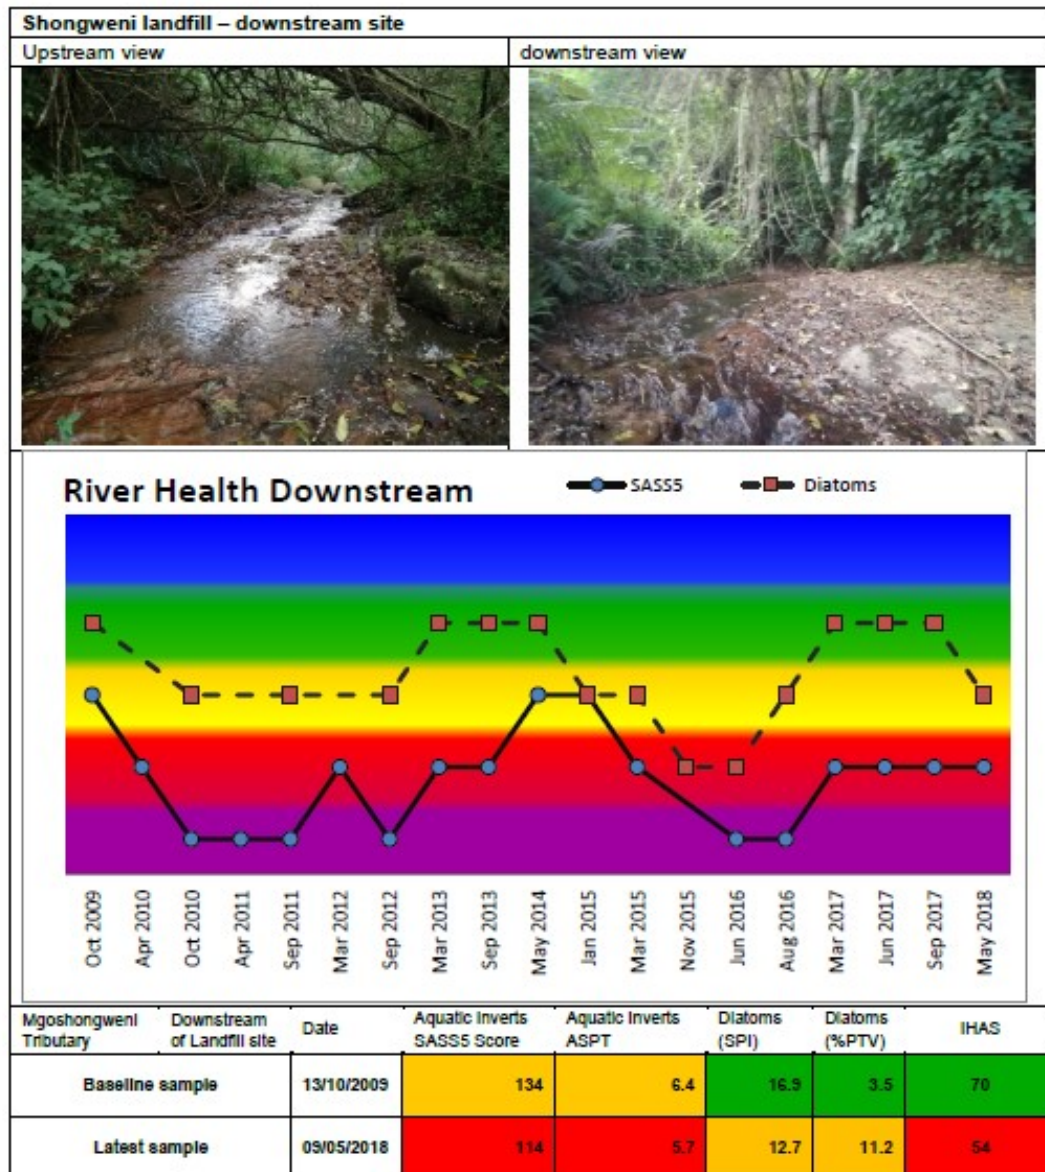 Shongweni landfill – downstream site
Upstream view
downstream view
River Health Downstream
SASS5
Diatoms
Oct 2009
Apr 2010
Oct 2010
Apr 2011
Sep 2011
Mar 2012
Sep 2012
Mar 2013
Sep 2013
May 2014
Jan 2015
Mar 2015
Nov 2015
Jun 2016
Aug 2016
Mar 2017
Jun 2017
Sep 2017
May 2018
Mgoshongweni Tributary
Downstream of Landfill site
Date
Aquatic Inverts SASS5 Score
Aquatic Inverts ASPT
Diatoms (SPI)
Diatoms (%PTV)
IHAS
Baseline sample 13/10/2009 134 6.4 16.9 3.5 70
Latest sample 09/05/2018 114 5.7 12.7 11.2 54